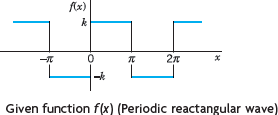 f(x)
k
−π 0 π 2π x
−k
Given function f(x) (Periodic reactangular wave)